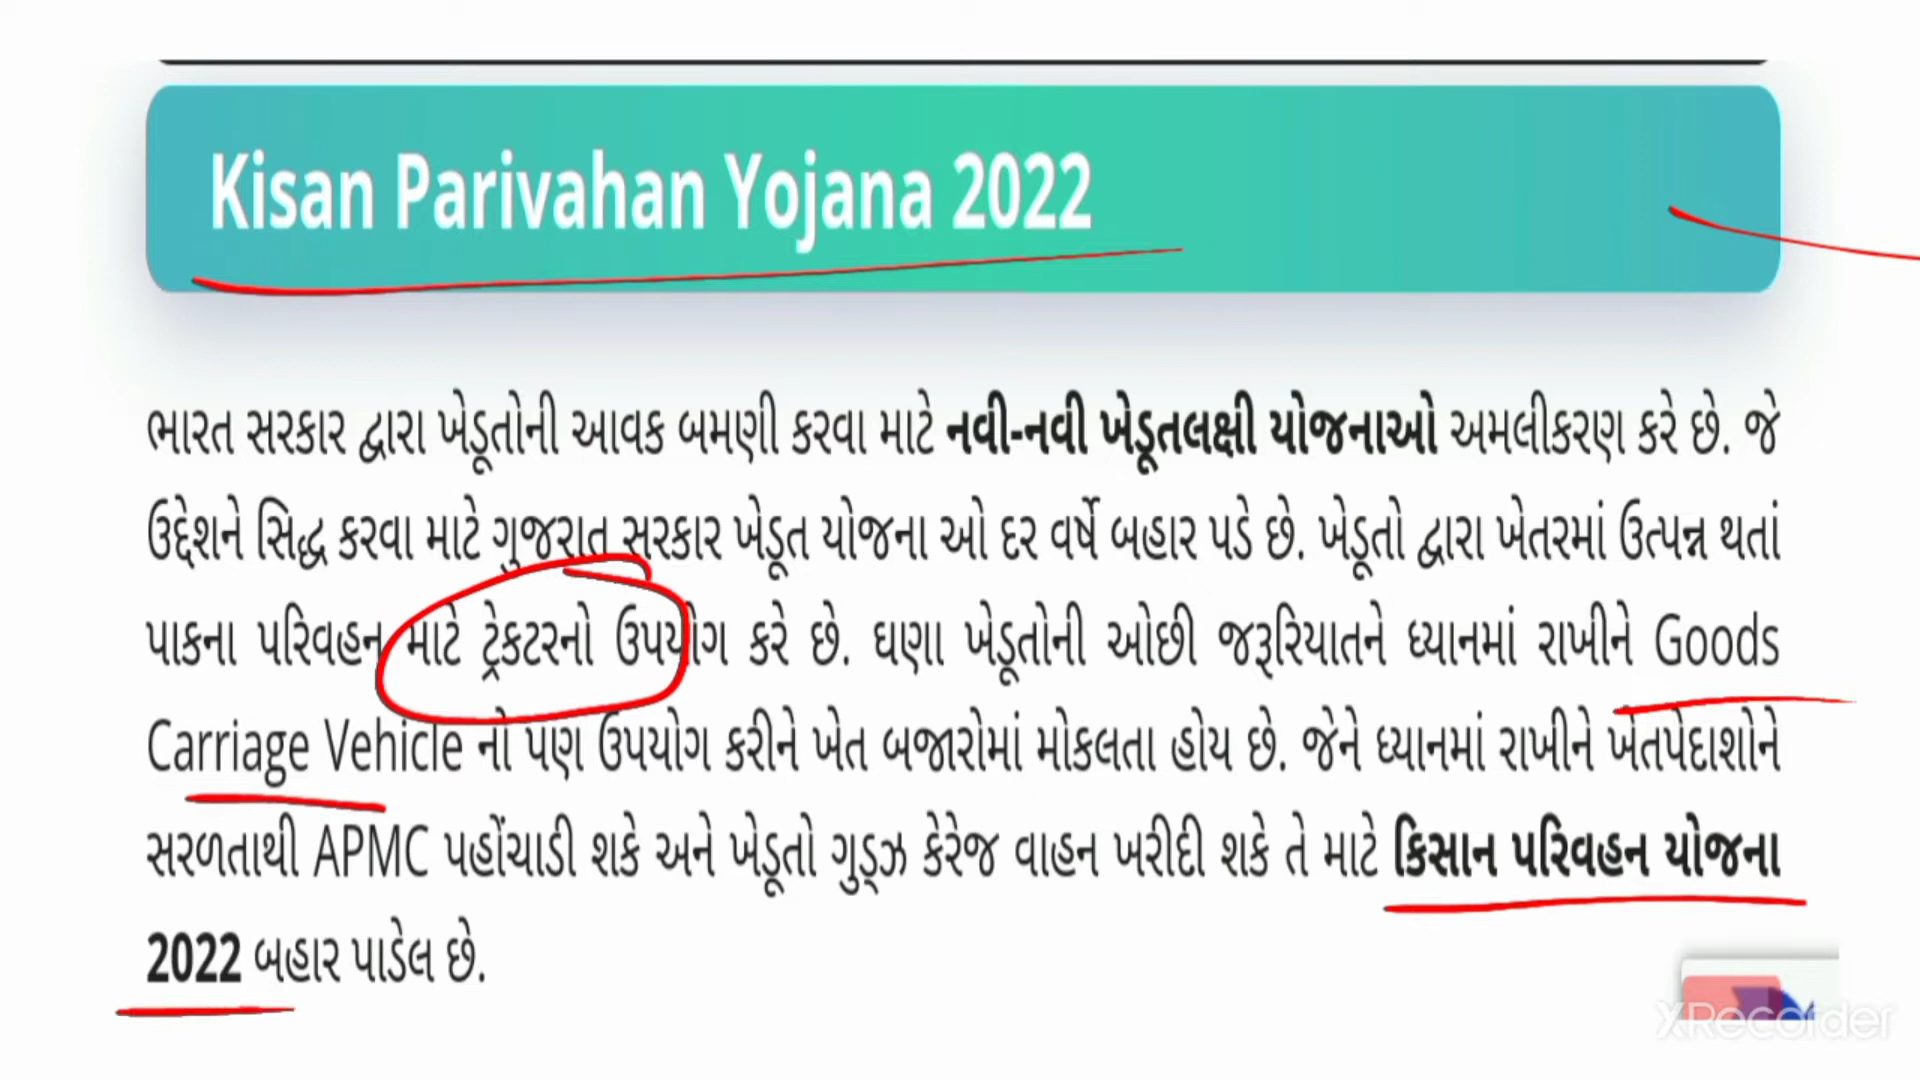 Kisan Parivahan Yojana 2022
ભારત સરકાર દ્વારા ખેડૂતોની આવક બમણી કરવા માટે નવી-નવી ખેડૂતલક્ષી યોજનાઓ અમલીકરણ કરે છે. જે
ઉદ્દેશને સિદ્ધ કરવા માટે ગુજરાત સરકાર ખેડૂત યોજના ઓ દર વર્ષે બહાર પડે છે. ખેડૂતો દ્વારા ખેતરમાં ઉત્પન્ન થતાં
પાકના પરિવહન માટે ટ્રેકટરનો ઉપયોગ કરે છે. ઘણા ખેડૂતોની ઓછી જરૂરિયાતને ધ્યાનમાં રાખીને Goods
Carriage Vehicle નો પણ ઉપયોગ કરીને ખેત બજારોમાં મોકલતા હોય છે. જેને ધ્યાનમાં રાખીને ખેતપેદાશોને
સરળતાથી APMC પહોંચાડી શકે અને ખેડૂતો ગુડ્ઝ કેરેજ વાહન ખરીદી શકે તે માટે કિસાન પરિવહન યોજના
2022 બહાર પાડેલ છે.
XRecorder